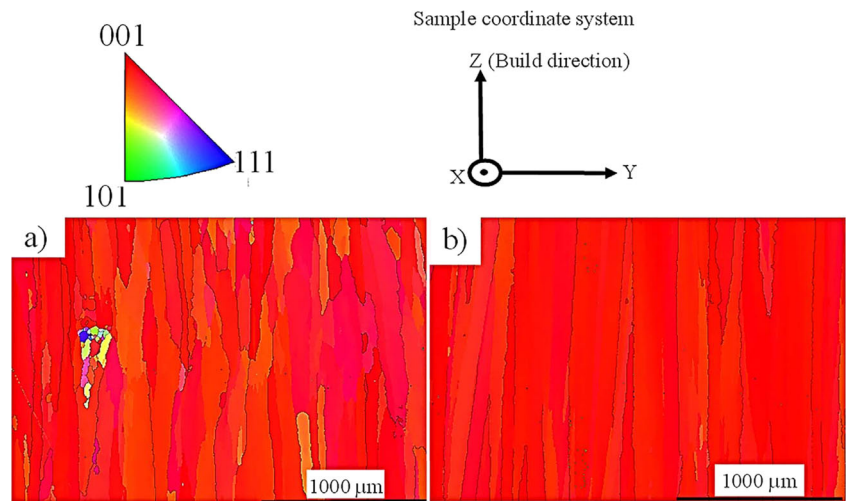 Sample coordinate system
001
Z (Build direction)
111
X
Y
101
a)
b)
1000 µm
1000 µm